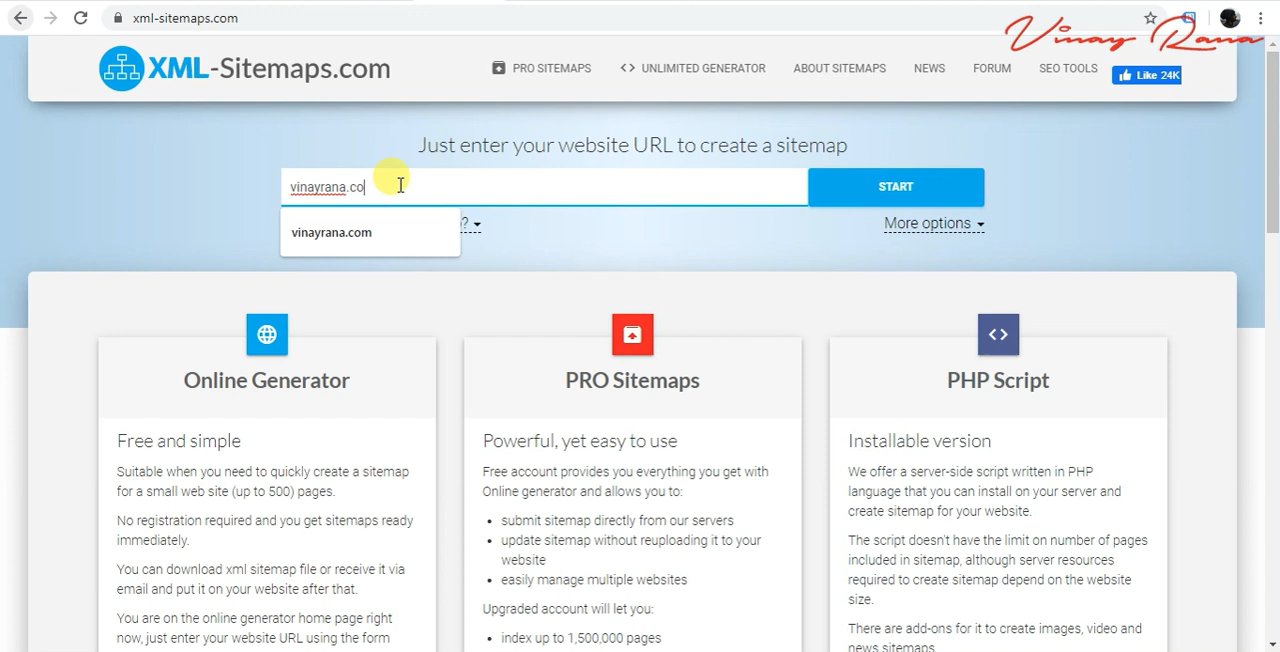 xml-sitemaps.com
Vinay Rana
XML-Sitemaps.com
PRO SITEMAPS
UNLIMITED GENERATOR
ABOUT SITEMAPS
NEWS
FORUM
SEO TOOLS
Like 24K
Just enter your website URL to create a sitemap
vinayrana.co
START
vinayrana.com
?
More options
Online Generator
Free and simple
Suitable when you need to quickly create a sitemap
for a small web site (up to 500) pages.
No registration required and you get sitemaps ready
immediately.
You can download xml sitemap file or receive it via
email and put it on your website after that.
You are on the online generator home page right
now, just enter your website URL using the form
PRO Sitemaps
Powerful, yet easy to use
Free account provides you everything you get with
Online generator and allows you to:
• submit sitemap directly from our servers
• update sitemap without reuploading it to your
website
• easily manage multiple websites
Upgraded account will let you:
• index up to 1,500,000 pages
PHP Script
Installable version
We offer a server-side script written in PHP
language that you can install on your server and
create sitemap for your website.
The script doesn't have the limit on number of pages
included in sitemap, although server resources
required to create sitemap depend on the website
size.
There are add-ons for it to create images, video and
news sitemaps